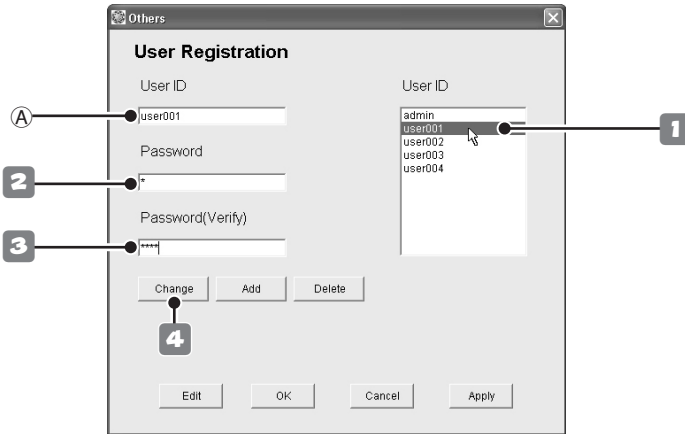 Others
User Registration
User ID
User ID
A
user001
admin
user001
1
user002
user003
user004
Password
2
*
Password(Verify)
3
****
Change Add Delete
4
Edit OK Cancel Apply